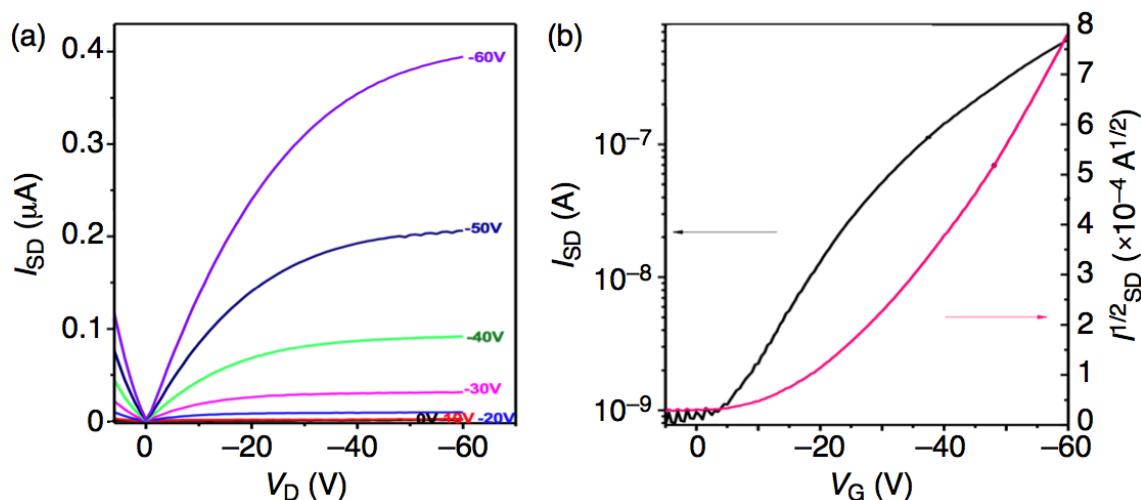 (a)
I_SD (μA)
0.4
0.3
0.2
0.1
0
-60V
-50V
-40V
-30V
0V -10V -20V
0 −20 −40 −60
V_D (V)
(b)
I_SD (A)
10⁻⁷
10⁻⁸
10⁻⁹
0 −20 −40 −60
V_G (V)
8
7
6
5
4
3
2
1
0
I^1/2_SD (×10⁻⁴ A^1/2)